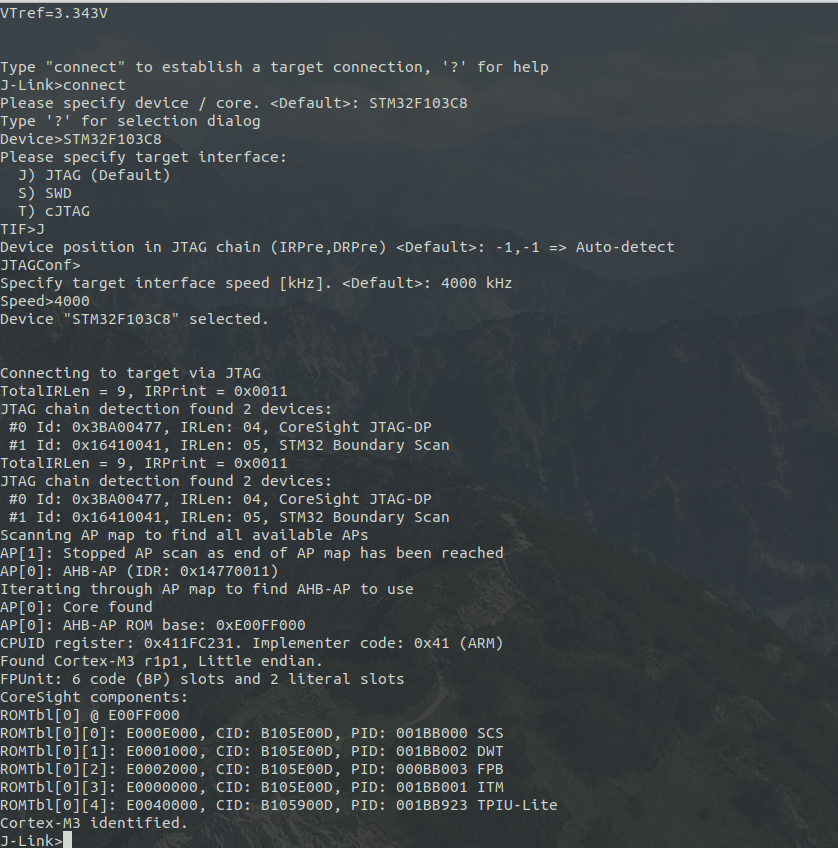 VTref=3.343V
Type "connect" to establish a target connection, '?' for help
J-Link>connect
Please specify device / core. <Default>: STM32F103C8
Type '?' for selection dialog
Device>STM32F103C8
Please specify target interface:
  J) JTAG (Default)
  S) SWD
  T) cJTAG
TIF>J
Device position in JTAG chain (IRPre,DRPre) <Default>: -1,-1 => Auto-detect
JTAGConf>
Specify target interface speed [kHz]. <Default>: 4000 kHz
Speed>4000
Device "STM32F103C8" selected.
Connecting to target via JTAG
TotalIRLen = 9, IRPrint = 0x0011
JTAG chain detection found 2 devices:
 #0 Id: 0x3BA00477, IRLen: 04, CoreSight JTAG-DP
 #1 Id: 0x16410041, IRLen: 05, STM32 Boundary Scan
TotalIRLen = 9, IRPrint = 0x0011
JTAG chain detection found 2 devices:
 #0 Id: 0x3BA00477, IRLen: 04, CoreSight JTAG-DP
 #1 Id: 0x16410041, IRLen: 05, STM32 Boundary Scan
Scanning AP map to find all available APs
AP[1]: Stopped AP scan as end of AP map has been reached
AP[0]: AHB-AP (IDR: 0x14770011)
Iterating through AP map to find AHB-AP to use
AP[0]: Core found
AP[0]: AHB-AP ROM base: 0xE00FF000
CPUID register: 0x411FC231. Implementer code: 0x41 (ARM)
Found Cortex-M3 r1p1, Little endian.
FPUnit: 6 code (BP) slots and 2 literal slots
CoreSight components:
ROMTbl[0] @ E00FF000
ROMTbl[0][0]: E000E000, CID: B105E00D, PID: 001BB000 SCS
ROMTbl[0][1]: E0001000, CID: B105E00D, PID: 001BB002 DWT
ROMTbl[0][2]: E0002000, CID: B105E00D, PID: 000BB003 FPB
ROMTbl[0][3]: E0000000, CID: B105E00D, PID: 001BB001 ITM
ROMTbl[0][4]: E0040000, CID: B105900D, PID: 001BB923 TPIU-Lite
Cortex-M3 identified.
J-Link>